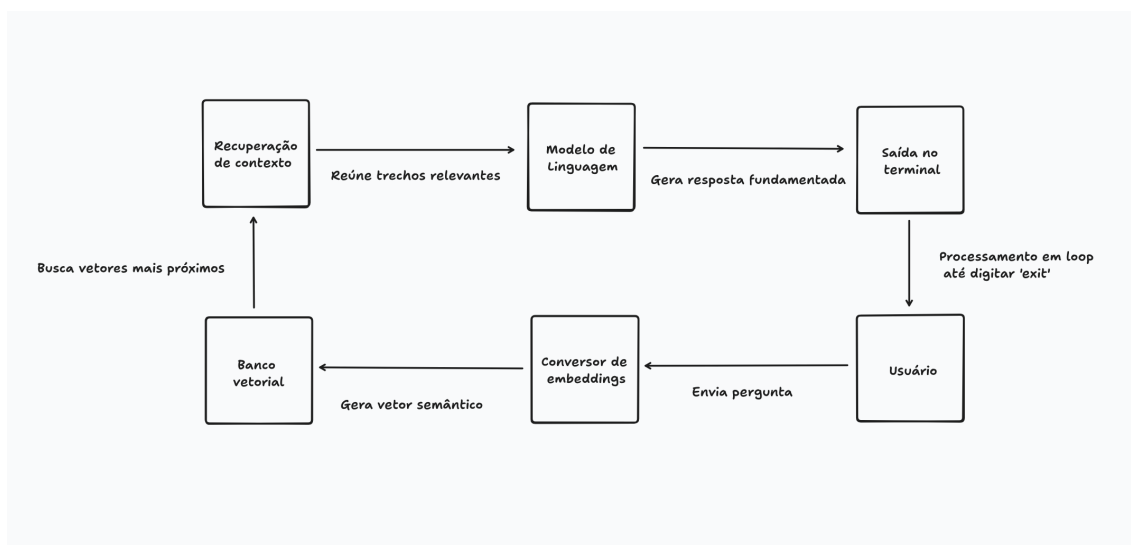 Recuperação
de contexto
Reúne trechos relevantes
Modelo de
Linguagem
Gera resposta fundamentada
Saída no
terminal
Processamento em loop
até digitar 'exit'
Busca vetores mais próximos
Banco
vetorial
Gera vetor semântico
Conversor de
embeddings
Envia pergunta
Usuário